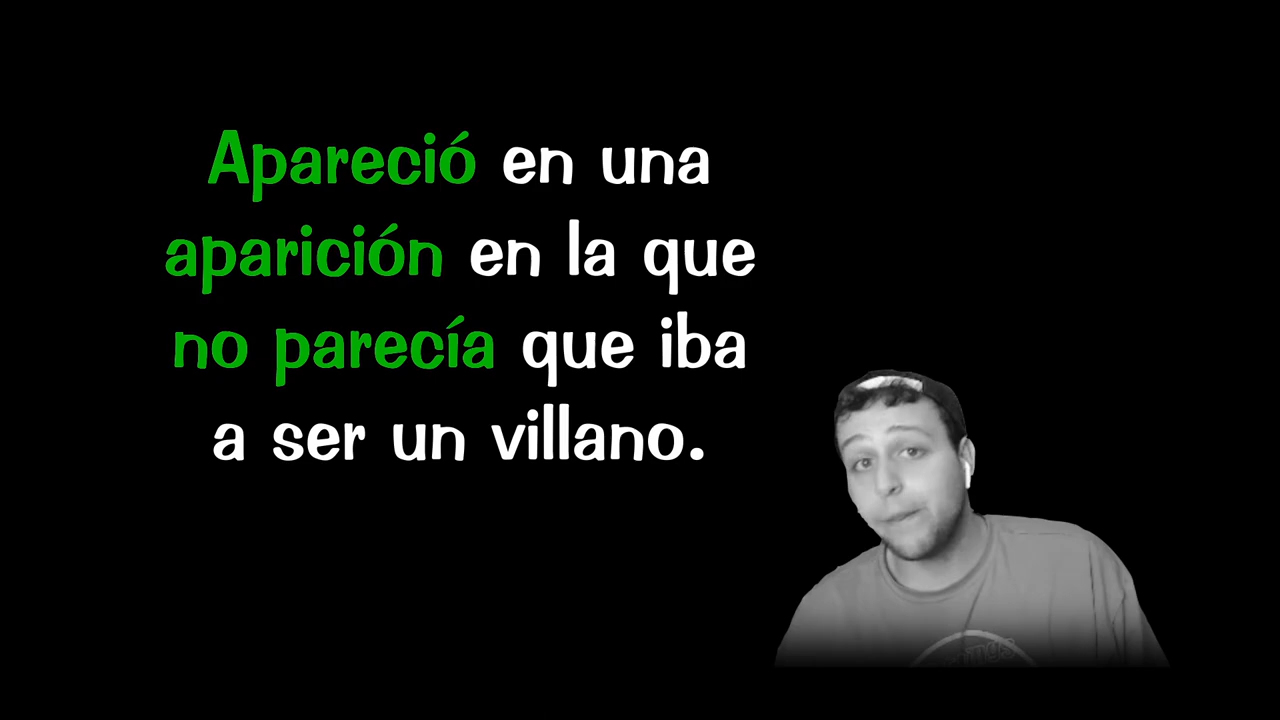 Apareció en una
aparición en la que
no parecía que iba
a ser un villano.